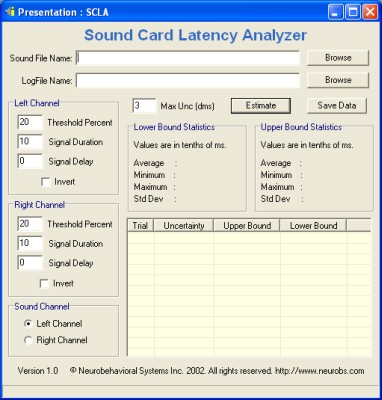 Presentation : SCLA
Sound Card Latency Analyzer
Sound File Name: Browse
LogFile Name: Browse
3 Max Unc (dms) Estimate Save Data
Left Channel
20 Threshold Percent
10 Signal Duration
0 Signal Delay
Invert
Right Channel
20 Threshold Percent
10 Signal Duration
0 Signal Delay
Invert
Sound Channel
Left Channel
Right Channel
Lower Bound Statistics
Values are in tenths of ms.
Average :
Minimum :
Maximum :
Std Dev :
Upper Bound Statistics
Values are in tenths of ms.
Average :
Minimum :
Maximum :
Std Dev :
Trial Uncertainty Upper Bound Lower Bound
Version 1.0 © Neurobehavioral Systems Inc. 2002. All rights reserved. http://www.neurobs.com